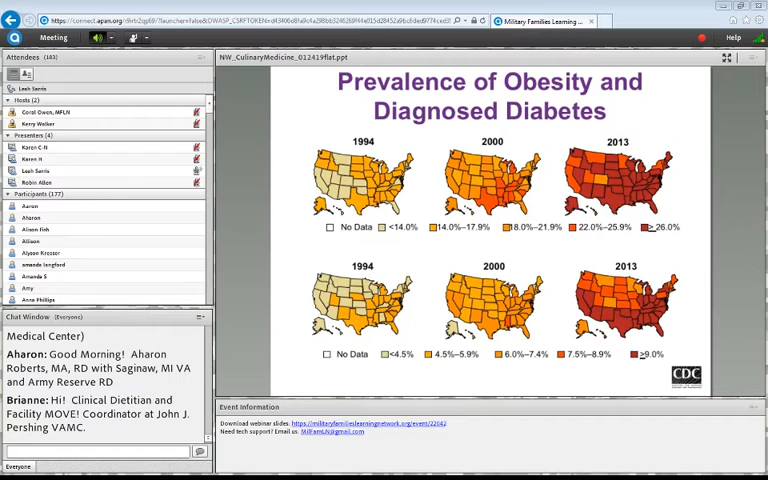 Military Families Learning ...
Meeting
Help
Attendees (183)
Leah Sarris
Hosts (2)
Coral Owen, MFLN
Kerry Walker
Presenters (4)
Karen C-N
Karen H
Leah Sarris
Robin Allen
Participants (177)
Aaron
Aharon
Alison Fish
Allison
Alyson Kresser
amanda langford
Amanda S
Amy
Anna Phillips
Chat Window (Everyone)
Medical Center)
Aharon: Good Morning! Aharon
Roberts, MA, RD with Saginaw, MI VA
and Army Reserve RD
Brianne: Hi! Clinical Dietitian and
Facility MOVE! Coordinator at John J.
Pershing VAMC.
Everyone
NW_CulinaryMedicine_012419flat.ppt
Prevalence of Obesity and
Diagnosed Diabetes
1994 2000 2013
No Data <14.0% 14.0%–17.9% 18.0%–21.9% 22.0%–25.9% >26.0%
1994 2000 2013
No Data <4.5% 4.5%–5.9% 6.0%–7.4% 7.5%–8.9% >9.0%
CDC
Event Information
Download webinar slides: https://militaryfamilieslearningnetwork.org/event/22042
Need tech support? Email us: MilFamLN@gmail.com